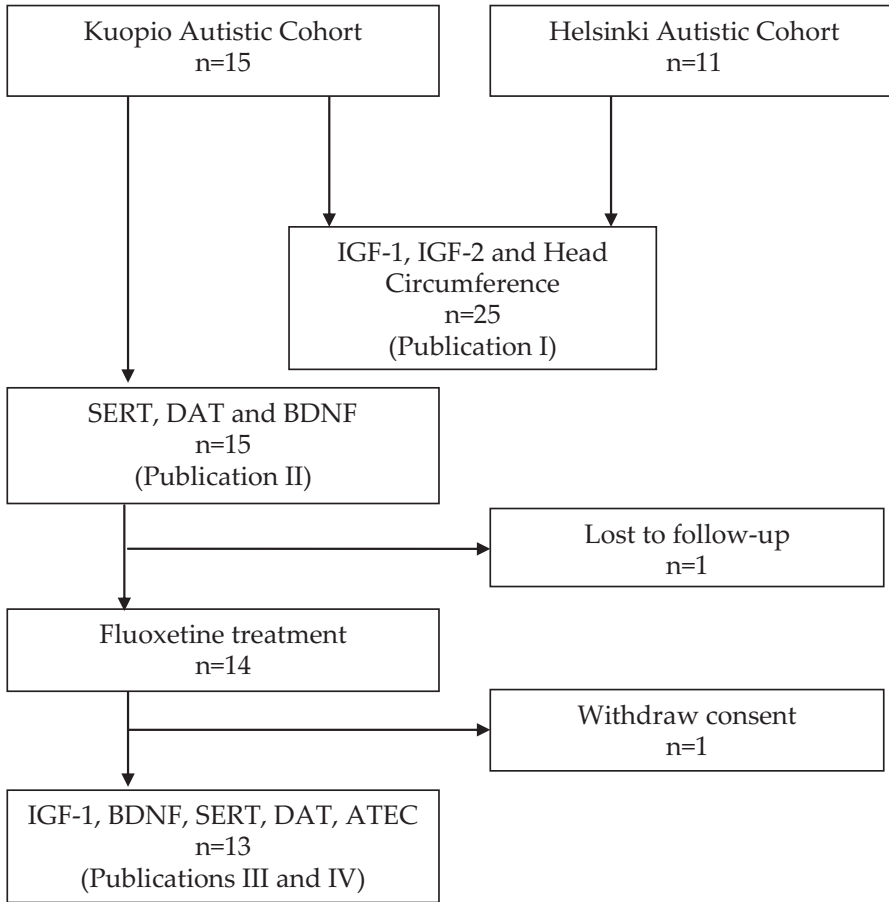 Kuopio Autistic Cohort
n=15
Helsinki Autistic Cohort
n=11
IGF-1, IGF-2 and Head
Circumference
n=25
(Publication I)
SERT, DAT and BDNF
n=15
(Publication II)
Lost to follow-up
n=1
Fluoxetine treatment
n=14
Withdraw consent
n=1
IGF-1, BDNF, SERT, DAT, ATEC
n=13
(Publications III and IV)